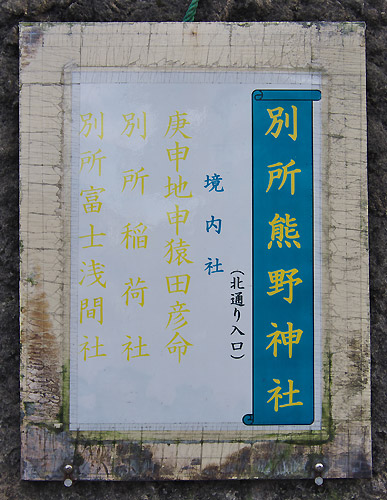 別所熊野神社
(北通り入口)
境内社
庚申地申猿田彦命
別所稲荷社
別所富士浅間社